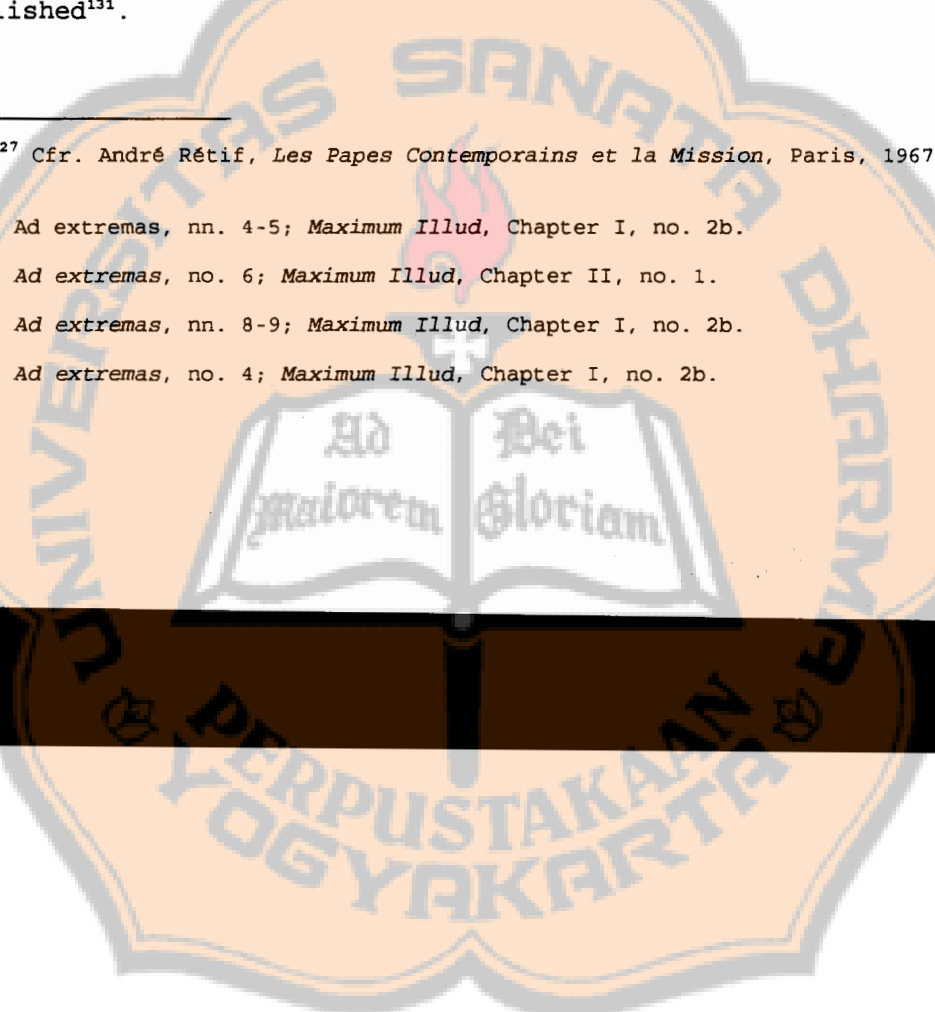 lished¹³¹.
²⁷ Cfr. André Rétif, Les Papes Contemporains et la Mission, Paris, 1967
Ad extremas, nn. 4-5; Maximum Illud, Chapter I, no. 2b.
Ad extremas, no. 6; Maximum Illud, Chapter II, no. 1.
Ad extremas, nn. 8-9; Maximum Illud, Chapter I, no. 2b.
Ad extremas, no. 4; Maximum Illud, Chapter I, no. 2b.
UNIVERSITAS SANATA DHARMA
Ad Dei
maiorem Gloriam
PERPUSTAKAAN
YOGYAKARTA